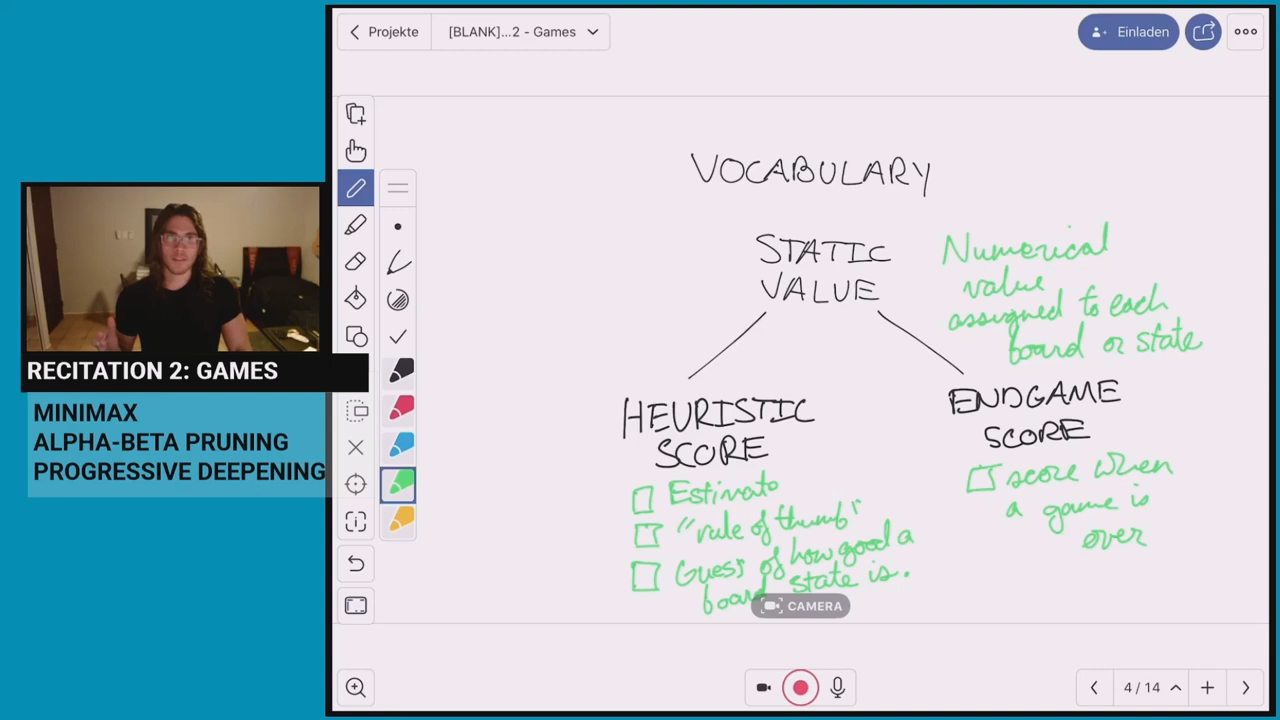 Projekte
[BLANK]...2 - Games
Einladen
VOCABULARY
STATIC
VALUE
Numerical
value
assigned to each
board or state
HEURISTIC
SCORE
Estimate
"rule of thumb"
Guess of how good a
board state is.
ENDGAME
SCORE
score when
a game is
over
RECITATION 2: GAMES
MINIMAX
ALPHA-BETA PRUNING
PROGRESSIVE DEEPENING
CAMERA
4 / 14